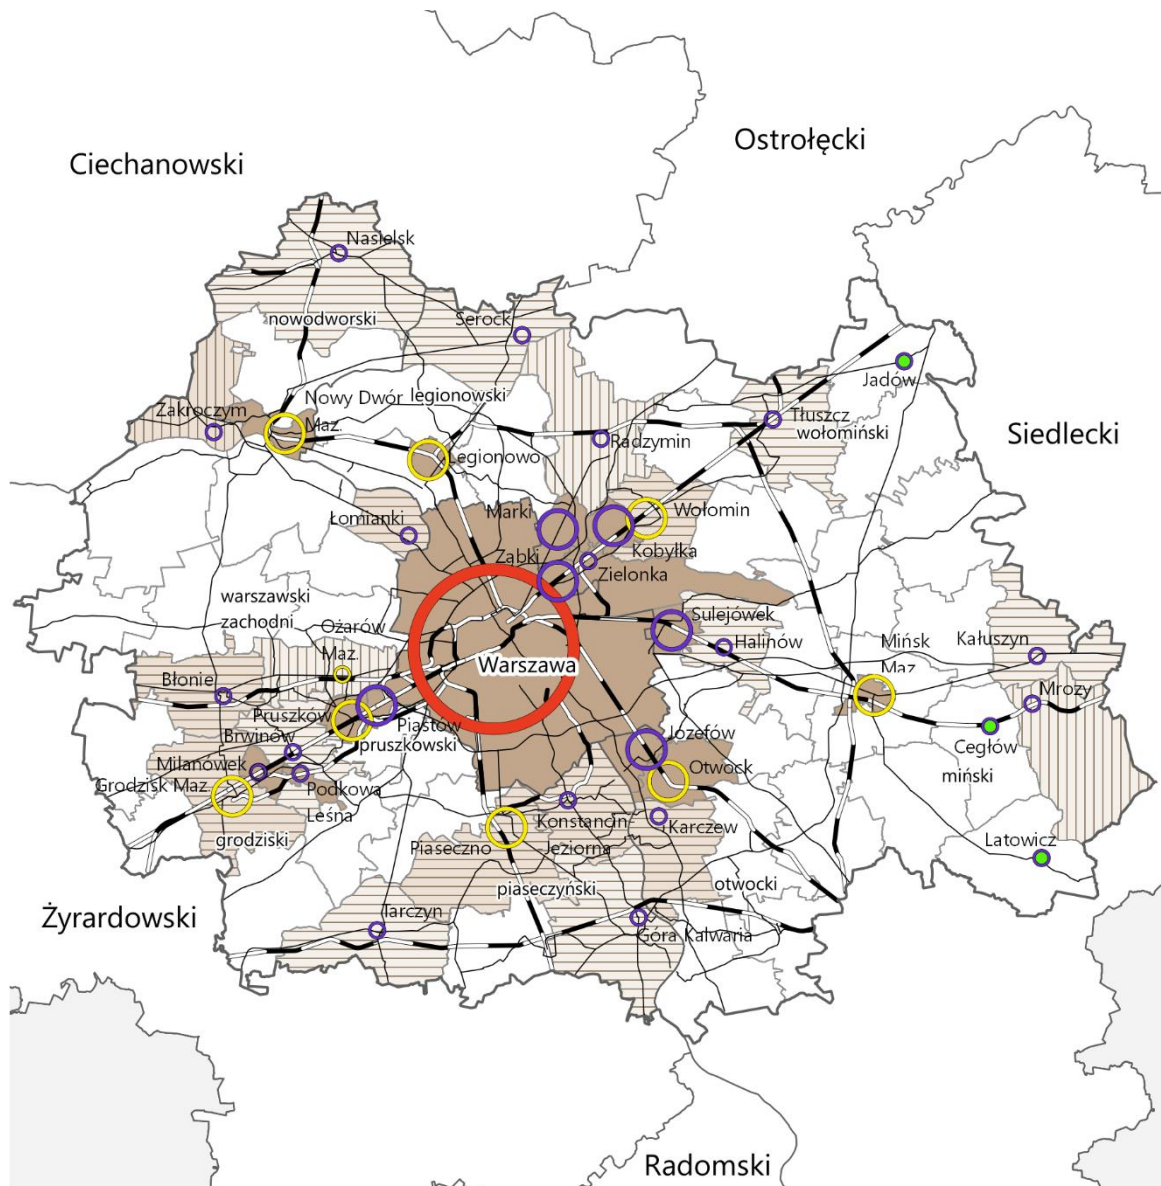 Ostrołęcki
Ciechanowski
Nasielsk
nowodworski
Serock
Jadów
Nowy Dwór
Maz.
legionowski
Zakroczym
Tłuszcz
wołomiński
Radzymin
Siedlecki
Legionowo
Łomianki
Marki
Wołomin
Kobyłka
Ząbki
Zielonka
warszawski
zachodni
Ożarów
Maz.
Sulejówek
Halinów
Mińsk
Maz.
Kałuszyn
Warszawa
Błonie
Mrozy
Pruszków
Piastów
Brwinów
pruszkowski
Józefów
Cegłów
miński
Milanówek
Grodzisk Maz.
Podkowa
Leśna
Otwock
Konstancin
Jeziorna
Karczew
grodziski
Piaseczno
Latowicz
piaseczyński
otwocki
Żyrardowski
Tarczyn
Góra Kalwaria
Radomski